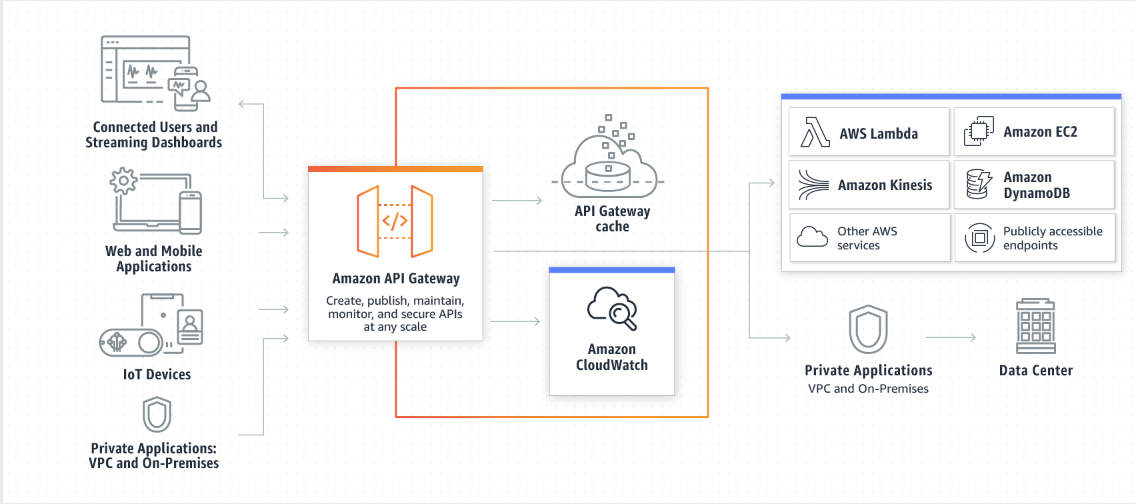 Connected Users and
Streaming Dashboards
Web and Mobile
Applications
IoT Devices
Private Applications:
VPC and On-Premises
</>
Amazon API Gateway
Create, publish, maintain,
monitor, and secure APIs
at any scale
API Gateway
cache
Amazon
CloudWatch
AWS Lambda
Amazon EC2
Amazon Kinesis
Amazon
DynamoDB
Other AWS
services
Publicly accessible
endpoints
Private Applications
VPC and On-Premises
Data Center